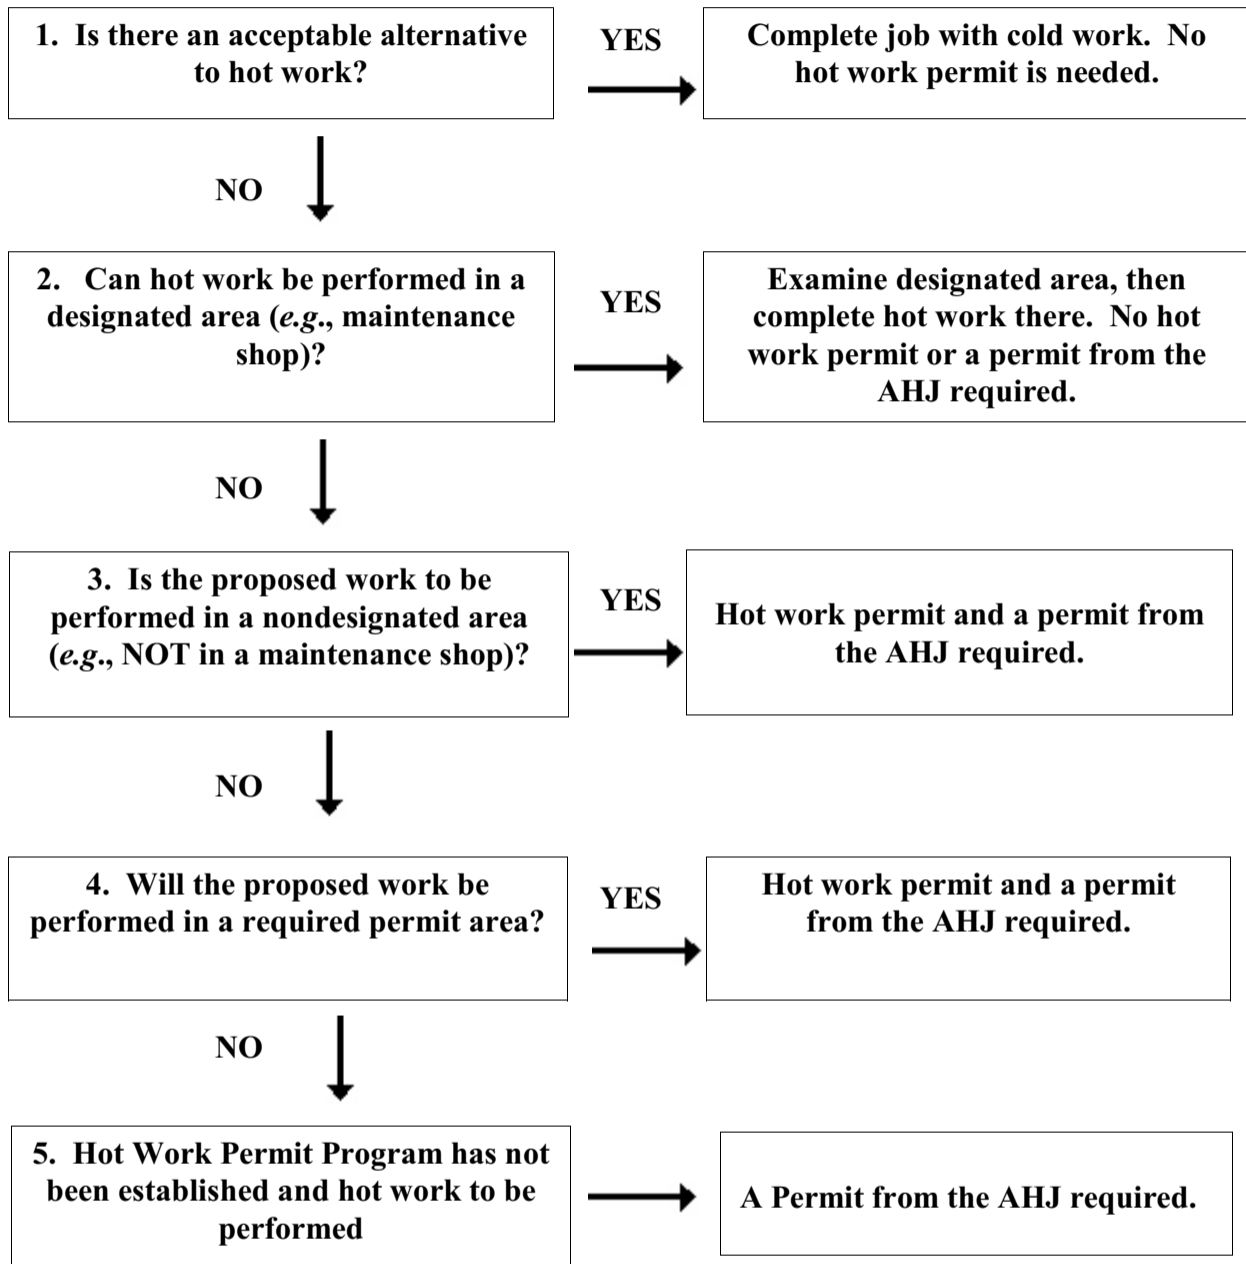 1. Is there an acceptable alternative
to hot work?
YES
Complete job with cold work. No
hot work permit is needed.
NO
2. Can hot work be performed in a
designated area (e.g., maintenance
shop)?
YES
Examine designated area, then
complete hot work there. No hot
work permit or a permit from the
AHJ required.
NO
3. Is the proposed work to be
performed in a nondesignated area
(e.g., NOT in a maintenance shop)?
YES
Hot work permit and a permit from
the AHJ required.
NO
4. Will the proposed work be
performed in a required permit area?
YES
Hot work permit and a permit
from the AHJ required.
NO
5. Hot Work Permit Program has not
been established and hot work to be
performed
A Permit from the AHJ required.